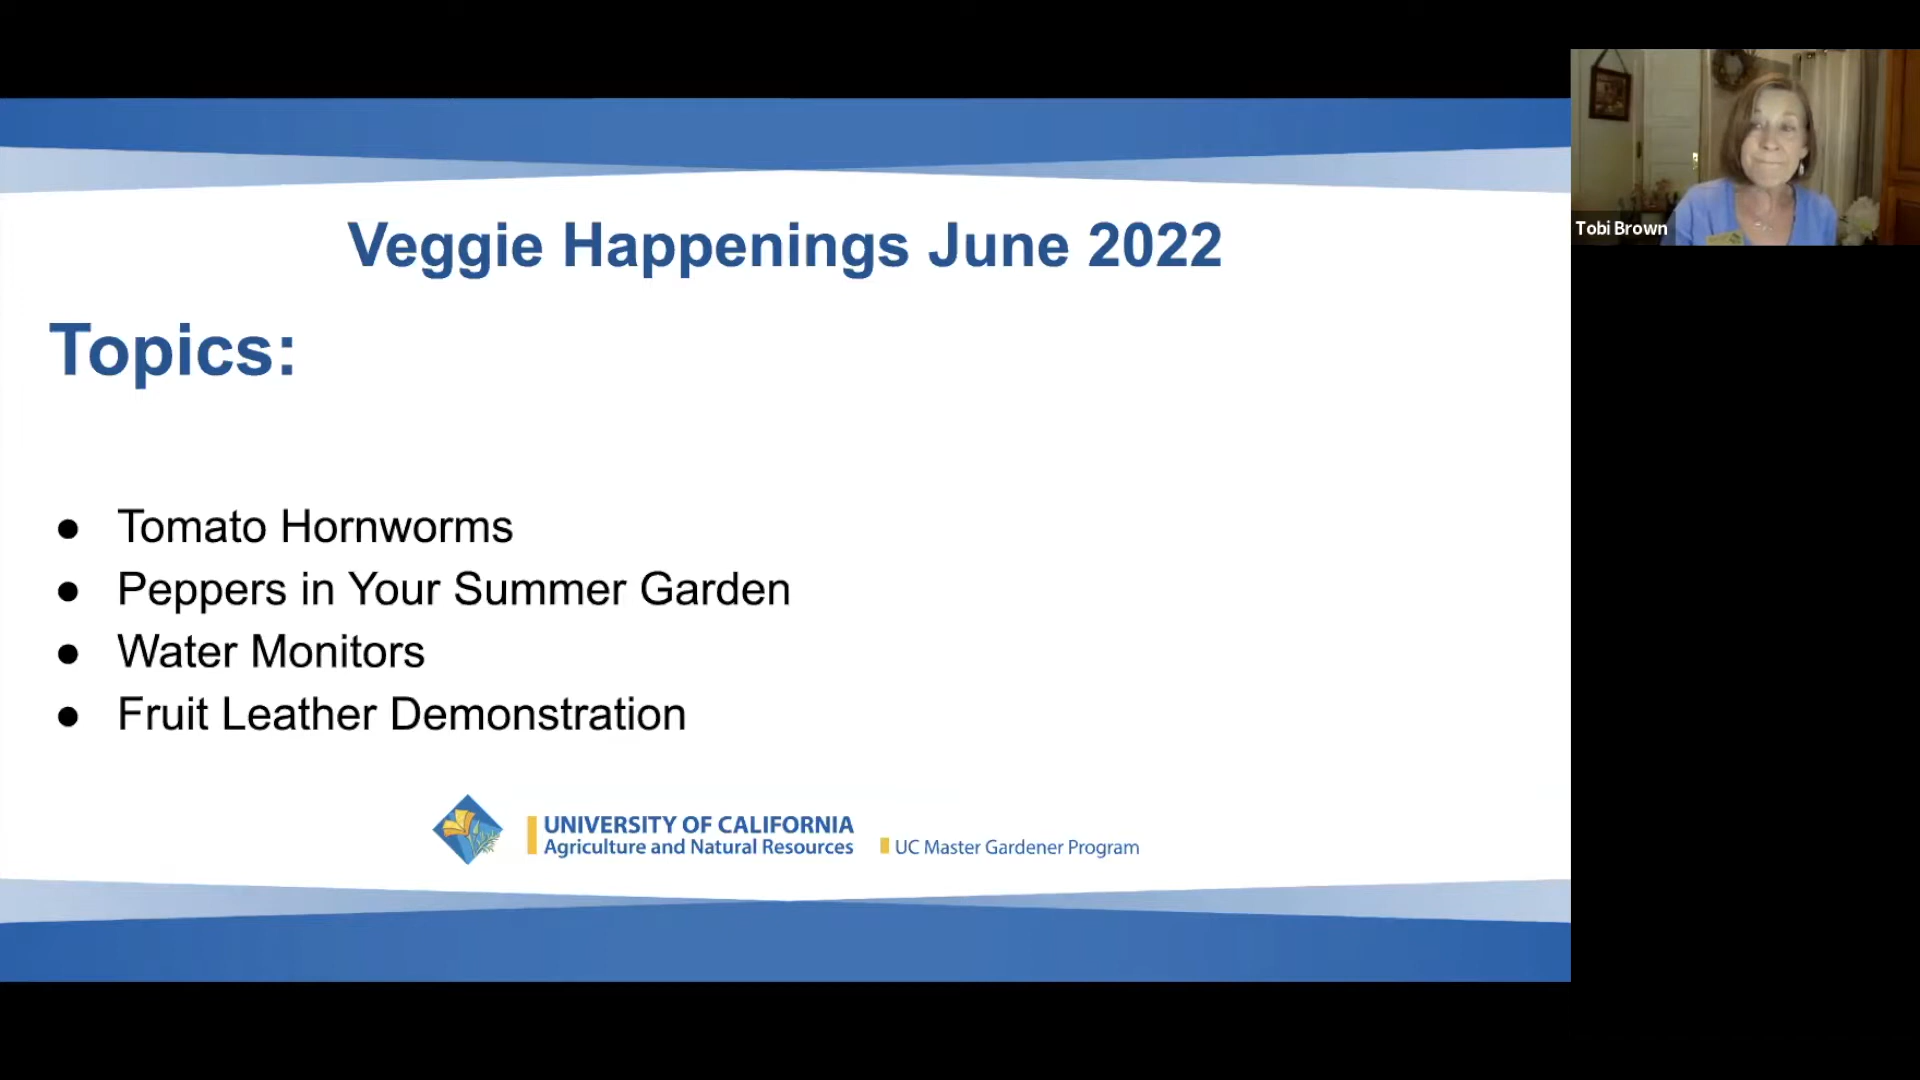 Veggie Happenings June 2022
Topics:
● Tomato Hornworms
● Peppers in Your Summer Garden
● Water Monitors
● Fruit Leather Demonstration
UNIVERSITY OF CALIFORNIA
Agriculture and Natural Resources
UC Master Gardener Program
Tobi Brown